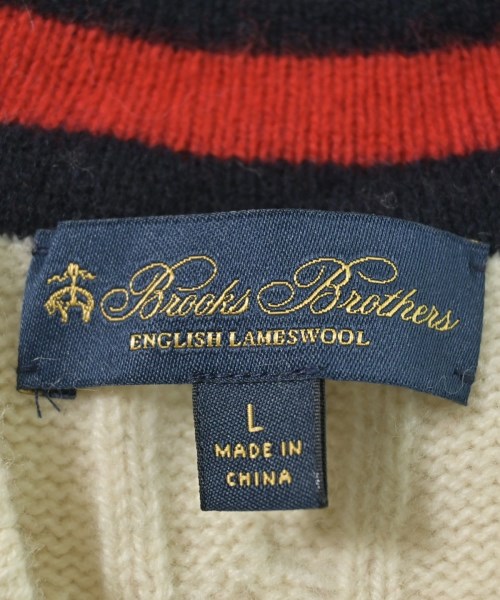 Brooks Brothers
ENGLISH LAMESWOOL
L
MADE IN
CHINA